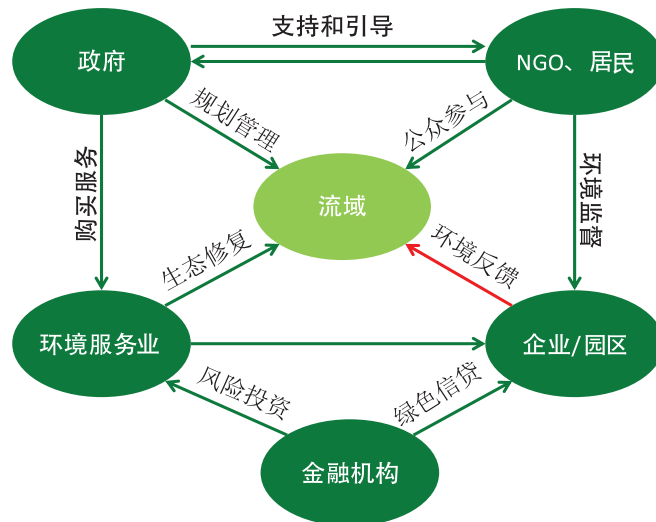 支持和引导
政府
NGO、居民
规划管理
公众参与
购买服务
环境监督
流域
生态修复
环境反馈
环境服务业
企业/园区
风险投资
绿色信贷
金融机构